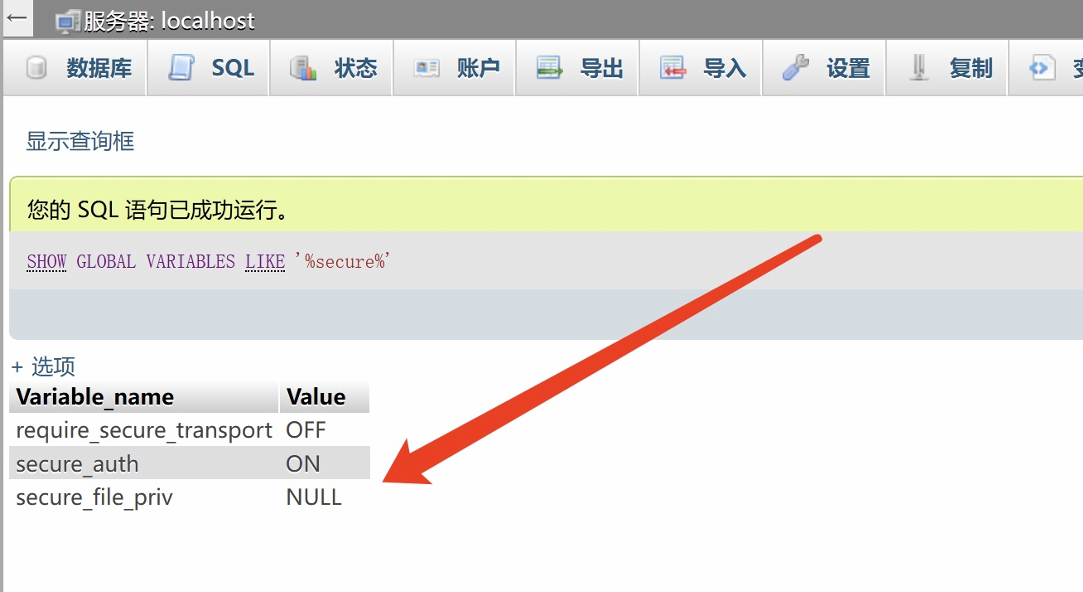 服务器: localhost
数据库 SQL 状态 账户 导出 导入 设置 复制
显示查询框
您的 SQL 语句已成功运行。
SHOW GLOBAL VARIABLES LIKE '%secure%'
+ 选项
Variable_name Value
require_secure_transport OFF
secure_auth ON
secure_file_priv NULL